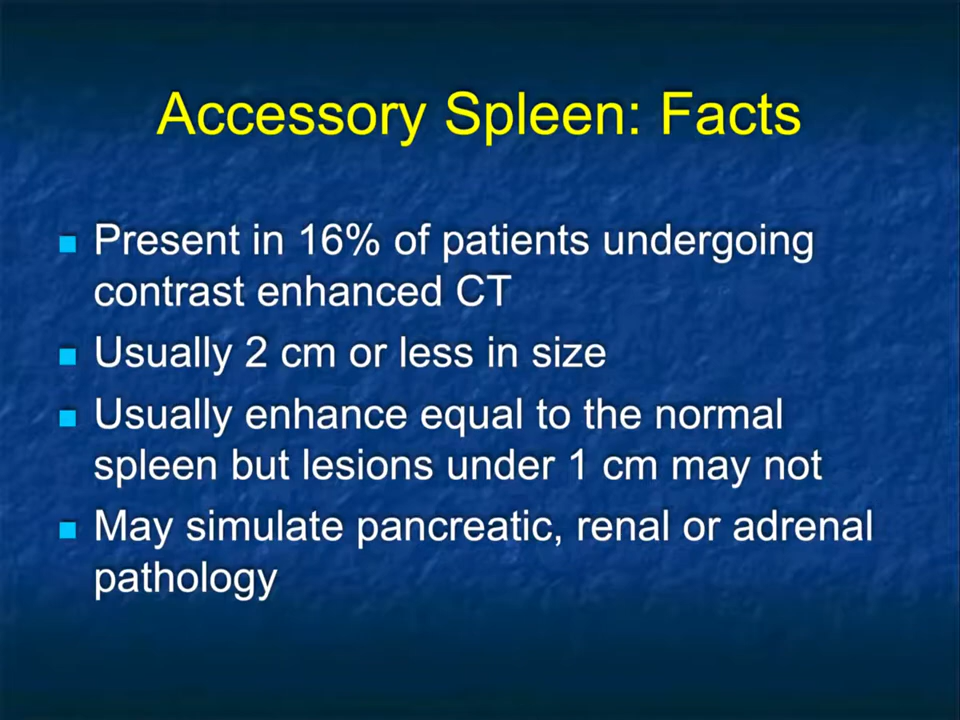 Accessory Spleen: Facts
Present in 16% of patients undergoing
contrast enhanced CT
Usually 2 cm or less in size
Usually enhance equal to the normal
spleen but lesions under 1 cm may not
May simulate pancreatic, renal or adrenal
pathology